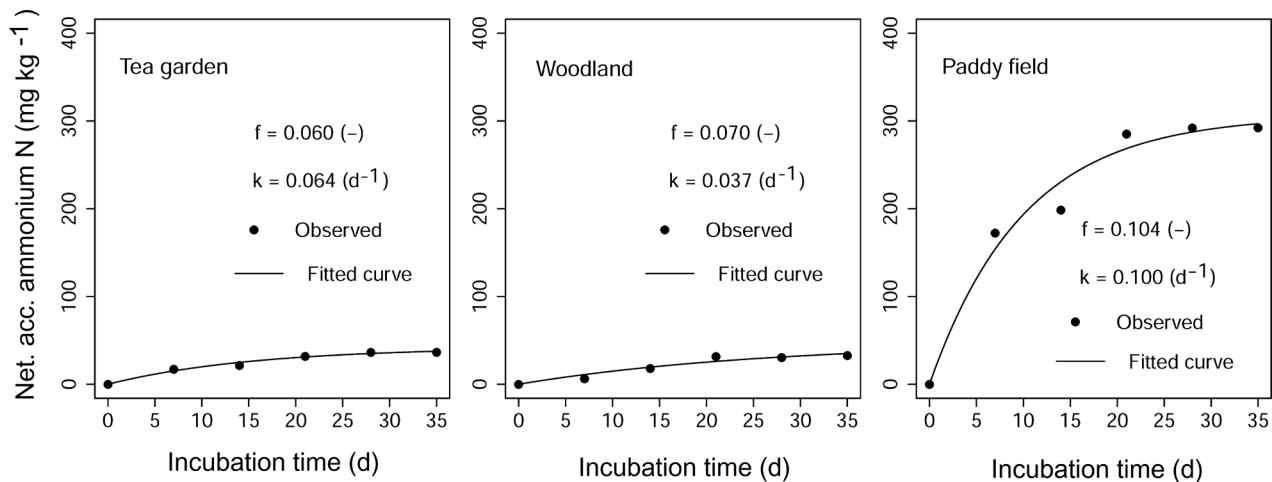 Net. acc. ammonium N (mg kg⁻¹)
400
300
200
100
0
Tea garden
f = 0.060 (−)
k = 0.064 (d⁻¹)
Observed
Fitted curve
0 5 10 15 20 25 30 35
Incubation time (d)
400
300
200
100
0
Woodland
f = 0.070 (−)
k = 0.037 (d⁻¹)
Observed
Fitted curve
0 5 10 15 20 25 30 35
Incubation time (d)
400
300
200
100
0
Paddy field
f = 0.104 (−)
k = 0.100 (d⁻¹)
Observed
Fitted curve
0 5 10 15 20 25 30 35
Incubation time (d)